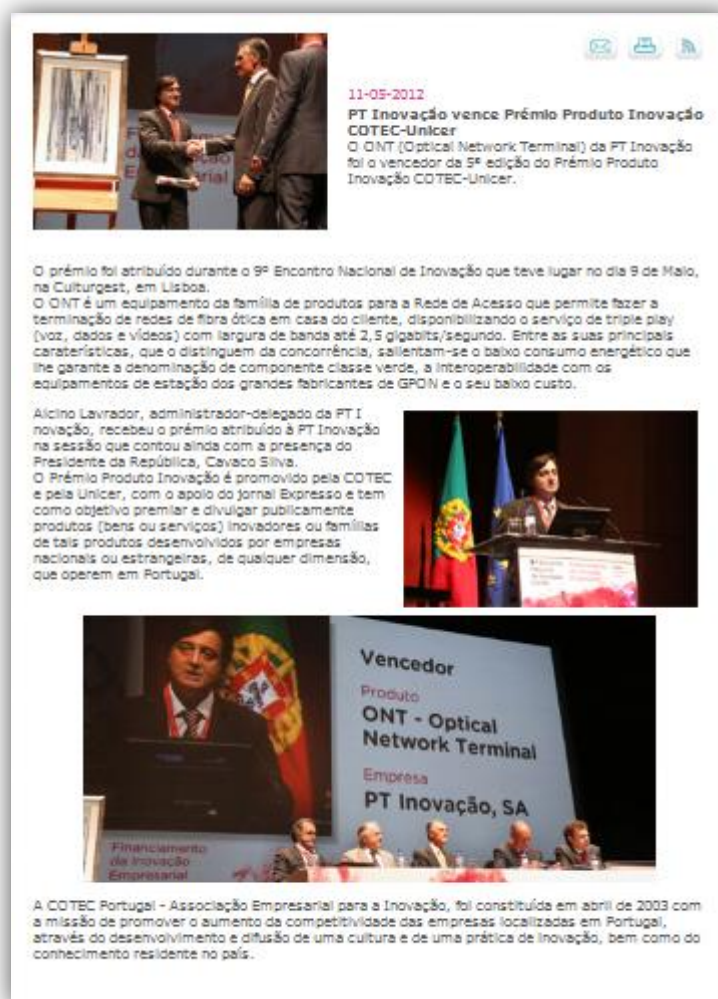 Financiamento
da Inovação
Empresarial
11-05-2012
PT Inovação vence Prémio Produto Inovação
COTEC-Unicer
O ONT (Optical Network Terminal) da PT Inovação
foi o vencedor da 5ª edição do Prémio Produto
Inovação COTEC-Unicer.
O prémio foi atribuído durante o 9º Encontro Nacional de Inovação que teve lugar no dia 9 de Maio,
na Culturgest, em Lisboa.
O ONT é um equipamento da família de produtos para a Rede de Acesso que permite fazer a
terminação de redes de fibra ótica em casa do cliente, disponibilizando o serviço de triple play
(voz, dados e vídeos) com largura de banda até 2,5 gigabits/segundo. Entre as suas principais
caraterísticas, que o distinguem da concorrência, salientam-se o baixo consumo energético que
lhe garante a denominação de componente classe verde, a interoperabilidade com os
equipamentos de estação dos grandes fabricantes de GPON e o seu baixo custo.
Alcino Lavrador, administrador-delegado da PT I
novação, recebeu o prémio atribuído à PT Inovação
na sessão que contou ainda com a presença do
Presidente da República, Cavaco Silva.
O Prémio Produto Inovação é promovido pela COTEC
e pela Unicer, com o apoio do jornal Expresso e tem
como objetivo premiar e divulgar publicamente
produtos (bens ou serviços) inovadores ou famílias
de tais produtos desenvolvidos por empresas
nacionais ou estrangeiras, de qualquer dimensão,
que operem em Portugal.
Vencedor
Produto
ONT - Optical
Network Terminal
Empresa
PT Inovação, SA
Financiamento
da Inovação
Empresarial
A COTEC Portugal - Associação Empresarial para a Inovação, foi constituída em abril de 2003 com
a missão de promover o aumento da competitividade das empresas localizadas em Portugal,
através do desenvolvimento e difusão de uma cultura e de uma prática de inovação, bem como do
conhecimento residente no país.